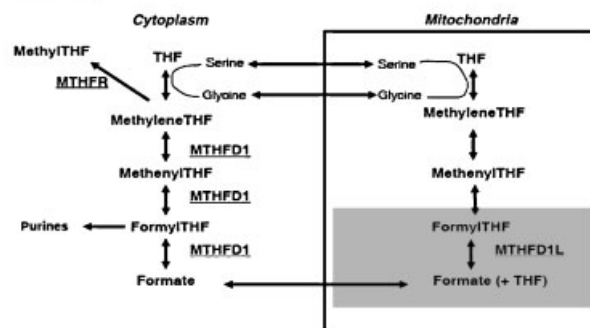 Cytoplasm
Mitochondria
MethylTHF
THF
Serine
Serine
THF
MTHFR
Glycine
Glycine
MethyleneTHF
MethyleneTHF
MTHFD1
MethenylTHF
MethenylTHF
MTHFD1
Purines
FormylTHF
FormylTHF
MTHFD1
MTHFD1L
Formate
Formate (+ THF)